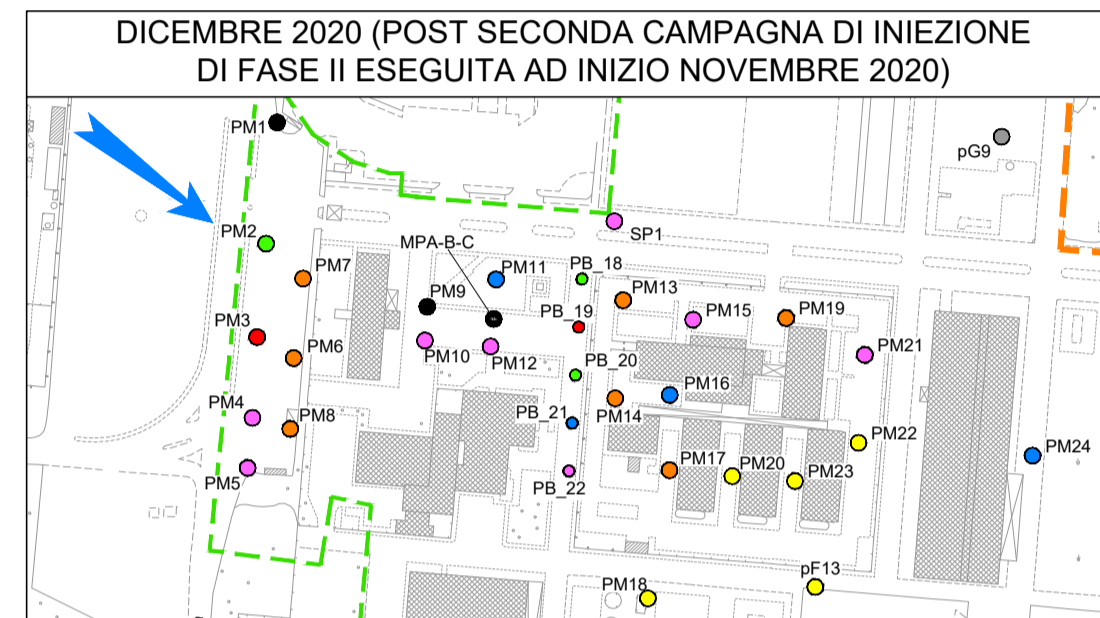 DICEMBRE 2020 (POST SECONDA CAMPAGNA DI INIEZIONE
DI FASE II ESEGUITA AD INIZIO NOVEMBRE 2020)
PM1
pG9
PM2
SP1
MPA-B-C
PM7
PM11
PB_18
PM9
PM13
PB_19
PM15
PM19
PM3
PM6
PM10
PM12
PB_20
PM21
PM4
PM8
PB_21
PM14
PM16
PM22
PM5
PB_22
PM17
PM20
PM23
PM24
PM18
pF13